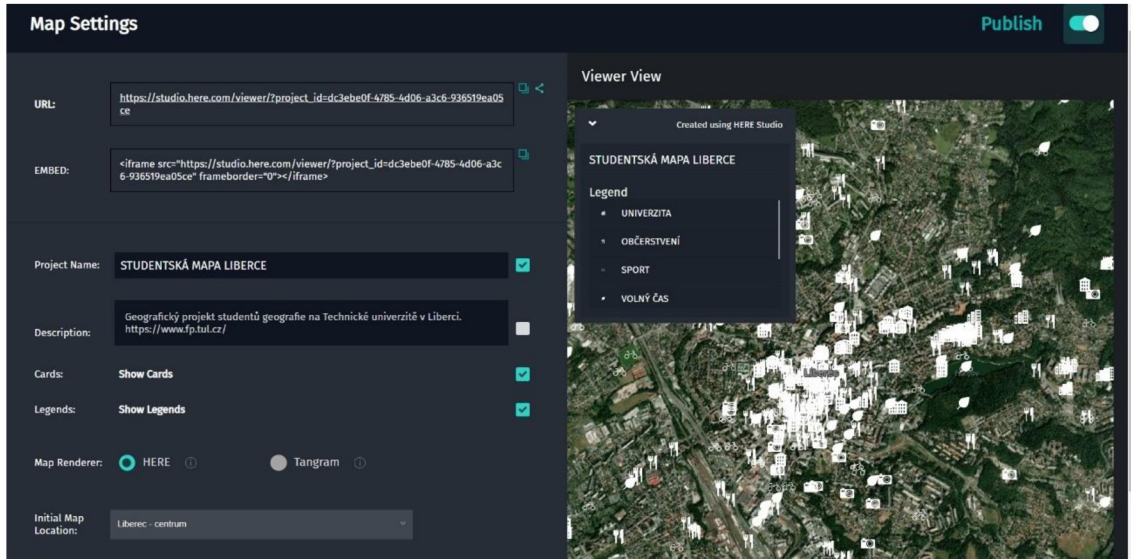 Map Settings
Publish
URL:
https://studio.here.com/viewer/?project_id=dc3ebe0f-4785-4d06-a3c6-936519ea05
ce
EMBED:
<iframe src="https://studio.here.com/viewer/?project_id=dc3ebe0f-4785-4d06-a3c
6-936519ea05ce" frameborder="0"></iframe>
Project Name:
STUDENTSKÁ MAPA LIBERCE
Description:
Geografický projekt studentů geografie na Technické univerzitě v Liberci.
https://www.fp.tul.cz/
Cards:
Show Cards
Legends:
Show Legends
Map Renderer:
HERE
Tangram
Initial Map
Location:
Liberec - centrum
Viewer View
Created using HERE Studio
STUDENTSKÁ MAPA LIBERCE
Legend
UNIVERZITA
OBČERSTVENÍ
SPORT
VOLNÝ ČAS
Liberec